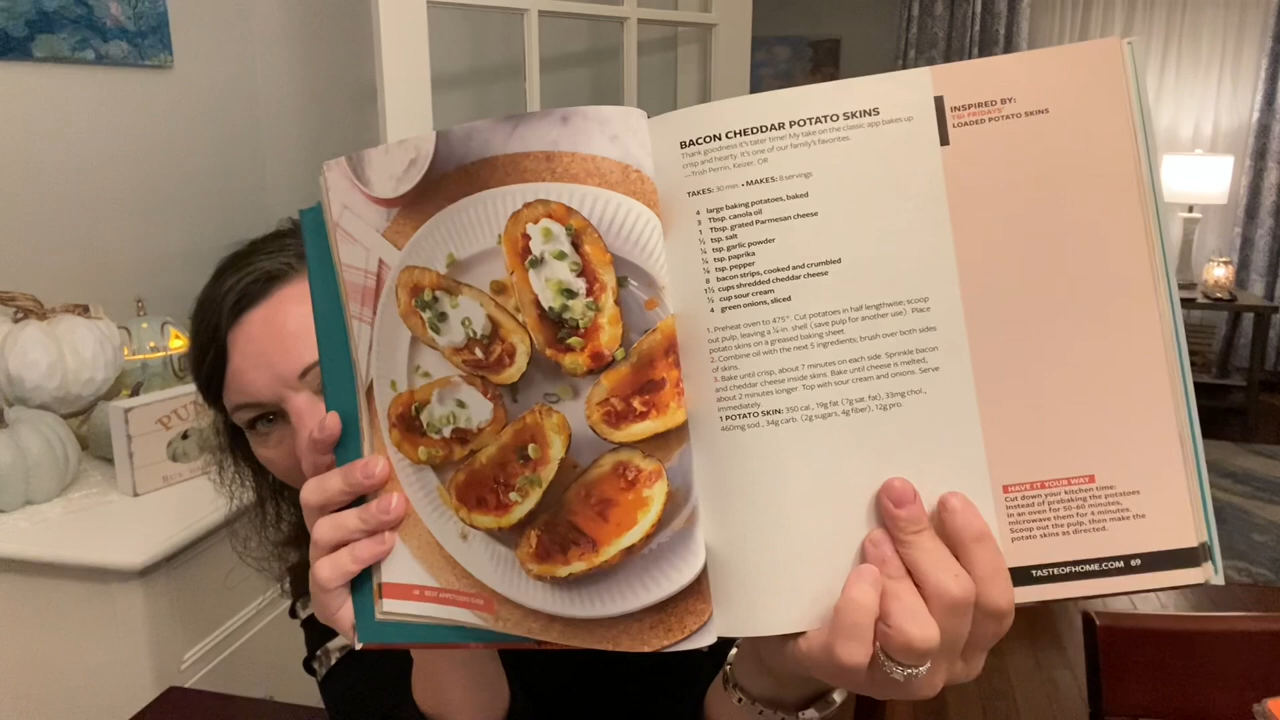 BACON CHEDDAR POTATO SKINS
Thank goodness it's tater time! My take on the classic app bakes up
crisp and hearty. It's one of our family's favorites.
—Trish Perrin, Keizer, OR
TAKES: 30 min. • MAKES: 8 servings
4 large baking potatoes, baked
3 Tbsp. canola oil
1 Tbsp. grated Parmesan cheese
½ tsp. salt
¼ tsp. garlic powder
tsp. paprika
⅛ tsp. pepper
8 bacon strips, cooked and crumbled
1½ cups shredded cheddar cheese
½ cup sour cream
4 green onions, sliced
1. Preheat oven to 475°. Cut potatoes in half lengthwise; scoop
out pulp, leaving a ¼-in. shell (save pulp for another use). Place
potato skins on a greased baking sheet.
2. Combine oil with the next 5 ingredients; brush over both sides
of skins.
3. Bake until crisp, about 7 minutes on each side. Sprinkle bacon
and cheddar cheese inside skins. Bake until cheese is melted,
about 2 minutes longer. Top with sour cream and onions. Serve
immediately.
1 POTATO SKIN: 350 cal., 19g fat (7g sat. fat), 33mg chol.,
460mg sod., 34g carb. (2g sugars, 4g fiber), 12g pro.
INSPIRED BY:
TGI FRIDAYS'
LOADED POTATO SKINS
HAVE IT YOUR WAY
Cut down your kitchen time:
Instead of prebaking the potatoes
in an oven for 50-60 minutes,
microwave them for 4 minutes.
Scoop out the pulp, then make the
potato skins as directed.
TASTEOFHOME.COM 69
68 BEST APPETIZERS EVER
PUM